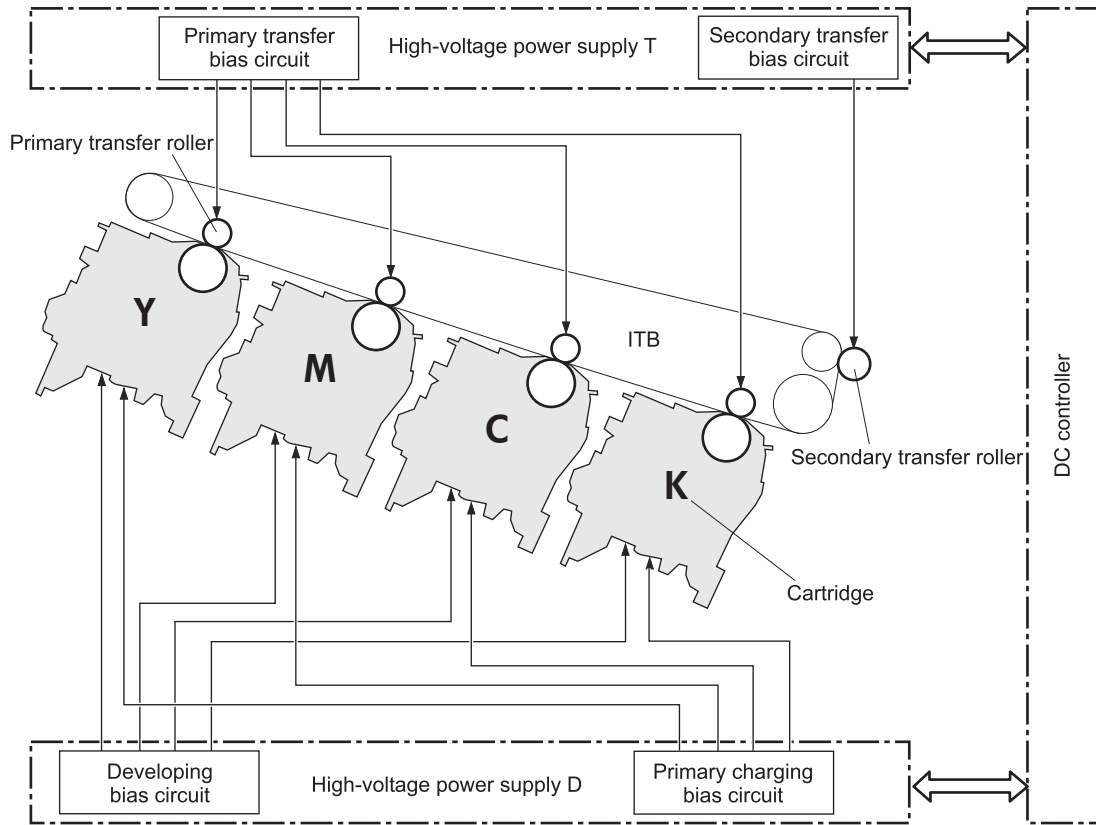 Primary transfer
bias circuit
High-voltage power supply T
Secondary transfer
bias circuit
Primary transfer roller
Y
M
C
K
ITB
DC controller
Secondary transfer roller
Cartridge
Developing
bias circuit
High-voltage power supply D
Primary charging
bias circuit